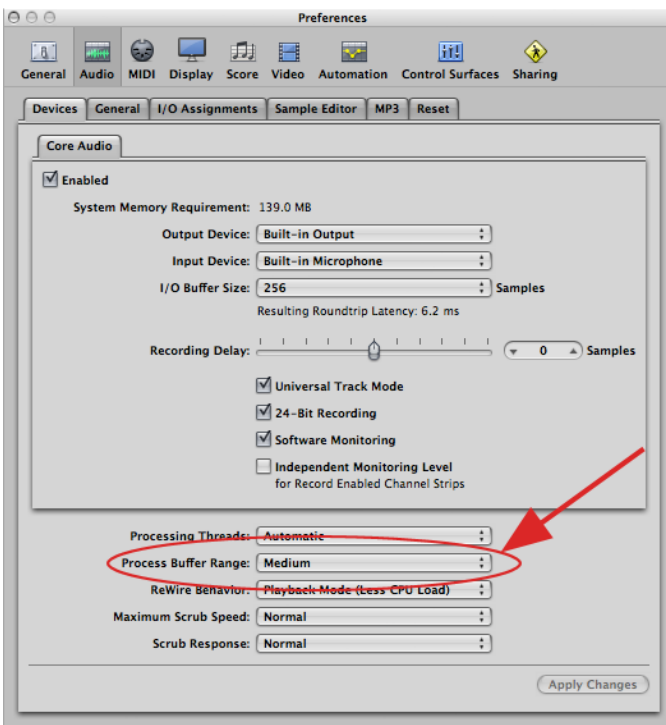 Preferences
General Audio MIDI Display Score Video Automation Control Surfaces Sharing
Devices General I/O Assignments Sample Editor MP3 Reset
Core Audio
Enabled
System Memory Requirement: 139.0 MB
Output Device: Built-in Output
Input Device: Built-in Microphone
I/O Buffer Size: 256 Samples
Resulting Roundtrip Latency: 6.2 ms
Recording Delay: 0 Samples
Universal Track Mode
24-Bit Recording
Software Monitoring
Independent Monitoring Level
for Record Enabled Channel Strips
Processing Threads: Automatic
Process Buffer Range: Medium
ReWire Behavior: Playback Mode (Less CPU Load)
Maximum Scrub Speed: Normal
Scrub Response: Normal
Apply Changes